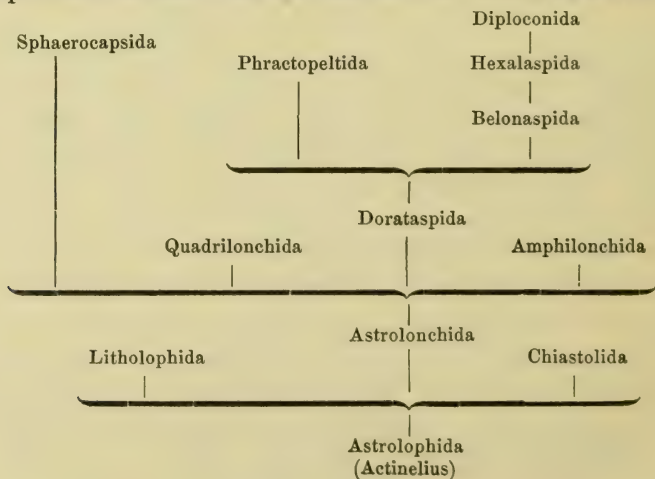 Diploconida
Sphaerocapsida
Phractopeltida
Hexalaspida
Belonaspida
Dorataspida
Quadrilonchida
Amphilonchida
Astrolonchida
Litholophida
Chiastolida
Astrolophida
(Actinelius)